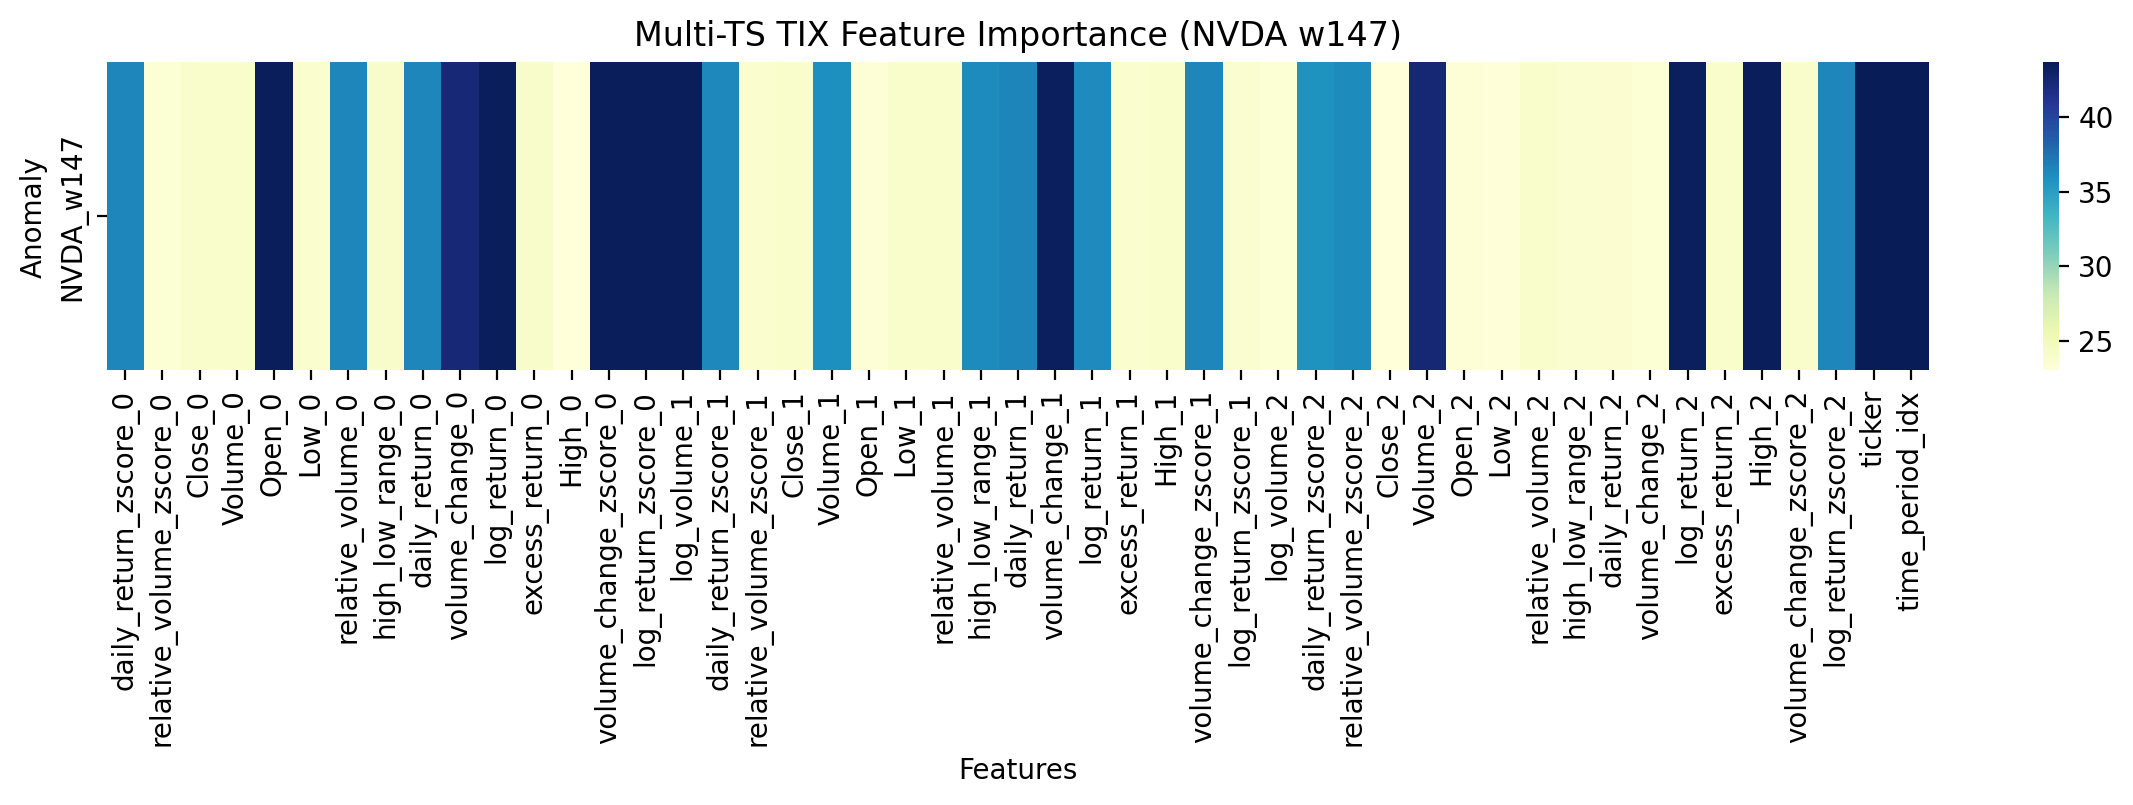 Multi-TS TIX Feature Importance (NVDA w147)
Anomaly
NVDA_w147
40
35
30
25
daily_return_zscore_0
relative_volume_zscore_0
Close_0
Volume_0
Open_0
Low_0
relative_volume_0
high_low_range_0
daily_return_0
volume_change_0
log_return_0
excess_return_0
High_0
volume_change_zscore_0
log_return_zscore_0
log_volume_1
daily_return_zscore_1
relative_volume_zscore_1
Close_1
Volume_1
Open_1
Low_1
relative_volume_1
high_low_range_1
daily_return_1
volume_change_1
log_return_1
excess_return_1
High_1
volume_change_zscore_1
log_return_zscore_1
log_volume_2
daily_return_zscore_2
relative_volume_zscore_2
Close_2
Volume_2
Open_2
Low_2
relative_volume_2
high_low_range_2
daily_return_2
volume_change_2
log_return_2
excess_return_2
High_2
volume_change_zscore_2
log_return_zscore_2
ticker
time_period_idx
Features